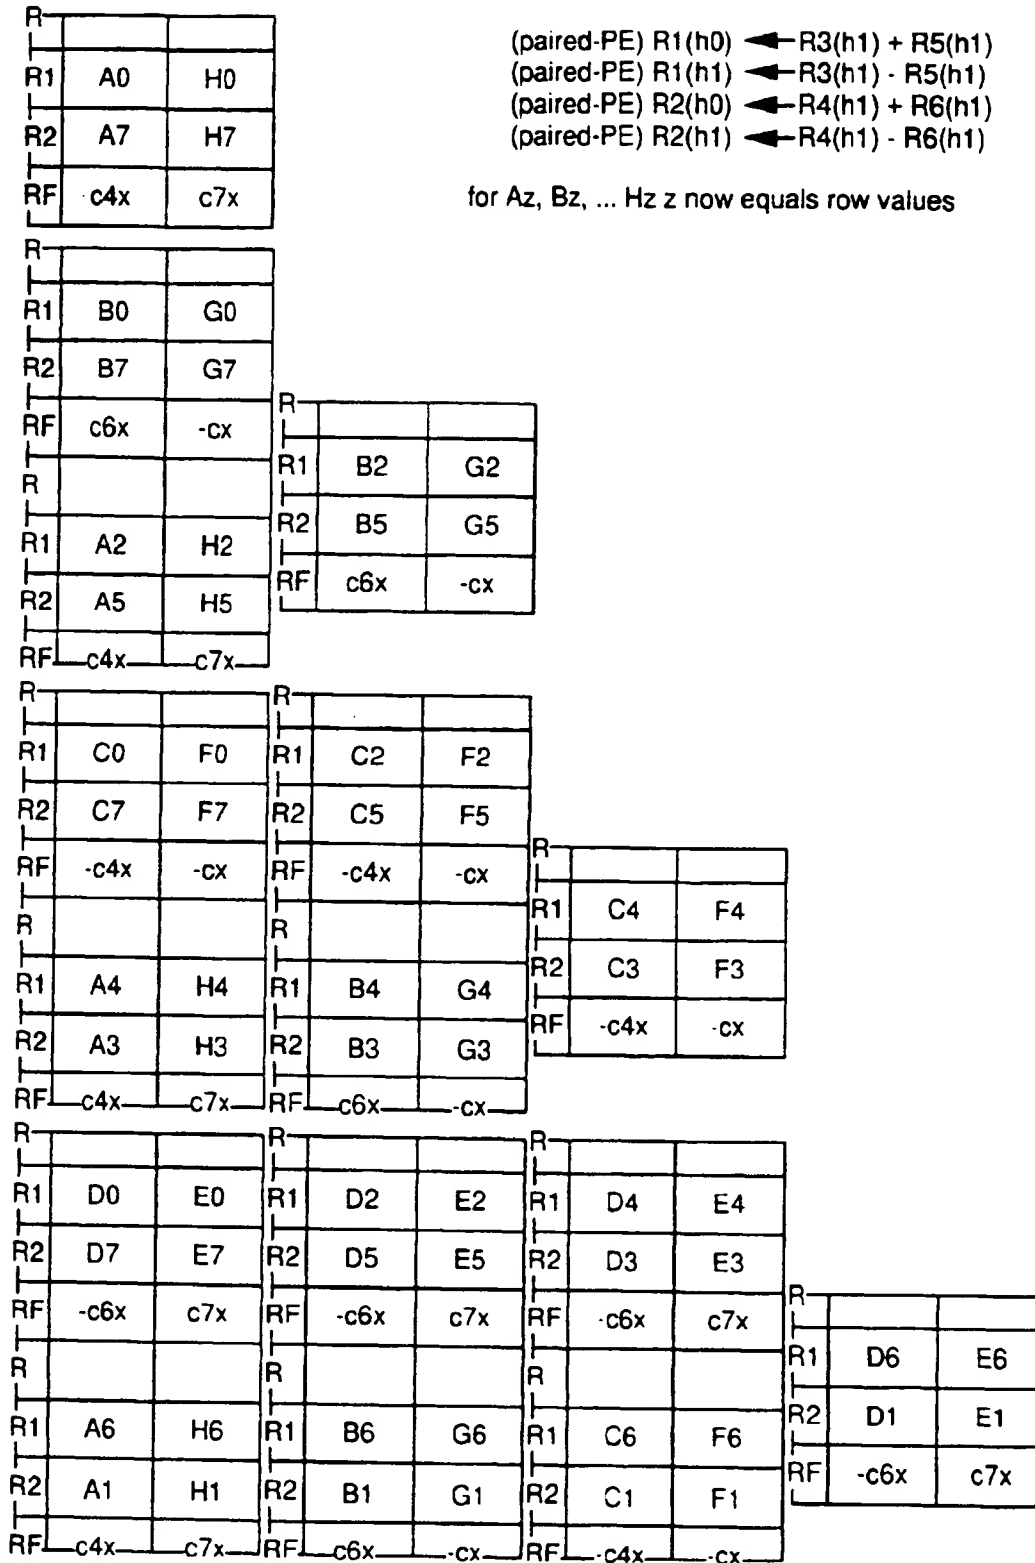 (paired-PE) R1(h0) ◄ R3(h1) + R5(h1)
(paired-PE) R1(h1) ◄ R3(h1) - R5(h1)
(paired-PE) R2(h0) ◄ R4(h1) + R6(h1)
(paired-PE) R2(h1) ◄ R4(h1) - R6(h1)
for Az, Bz, ... Hz z now equals row values
R
R1 A0 H0
R2 A7 H7
RF c4x c7x
R
R1 B0 G0
R2 B7 G7
RF c6x -cx
R
R1 A2 H2
R2 A5 H5
RF c4x c7x
R
R1 B2 G2
R2 B5 G5
RF c6x -cx
R
R1 C0 F0
R2 C7 F7
RF -c4x -cx
R
R1 A4 H4
R2 A3 H3
RF c4x c7x
R
R1 C2 F2
R2 C5 F5
RF -c4x -cx
R
R1 B4 G4
R2 B3 G3
RF c6x -cx
R
R1 C4 F4
R2 C3 F3
RF -c4x -cx
R
R1 D0 E0
R2 D7 E7
RF -c6x c7x
R
R1 A6 H6
R2 A1 H1
RF c4x c7x
R
R1 D2 E2
R2 D5 E5
RF -c6x c7x
R
R1 B6 G6
R2 B1 G1
RF c6x -cx
R
R1 D4 E4
R2 D3 E3
RF -c6x c7x
R
R1 C6 F6
R2 C1 F1
RF -c4x -cx
R
R1 D6 E6
R2 D1 E1
RF -c6x c7x